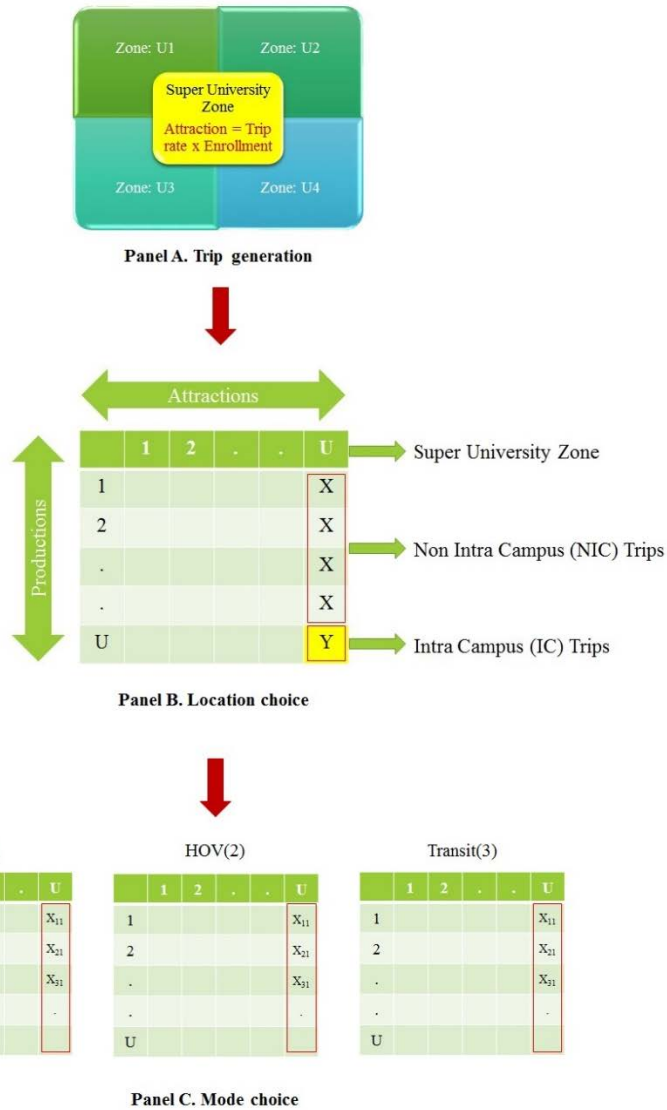 Zone: U1
Zone: U2
Super University
Zone
Attraction = Trip
rate x Enrollment
Zone: U3
Zone: U4
Panel A. Trip generation
Attractions
Productions
1 2 . . U
Super University Zone
1 X
2 X
. X
Non Intra Campus (NIC) Trips
. X
U Y
Intra Campus (IC) Trips
Panel B. Location choice
HOV(2)
Transit(3)
. U
X₁₁
X₂₁
X₃₁
.
1 2 . . U
1 X₁₁
2 X₂₁
. X₃₁
. .
U
1 2 . . U
1 X₁₁
2 X₂₁
. X₃₁
. .
U
Panel C. Mode choice